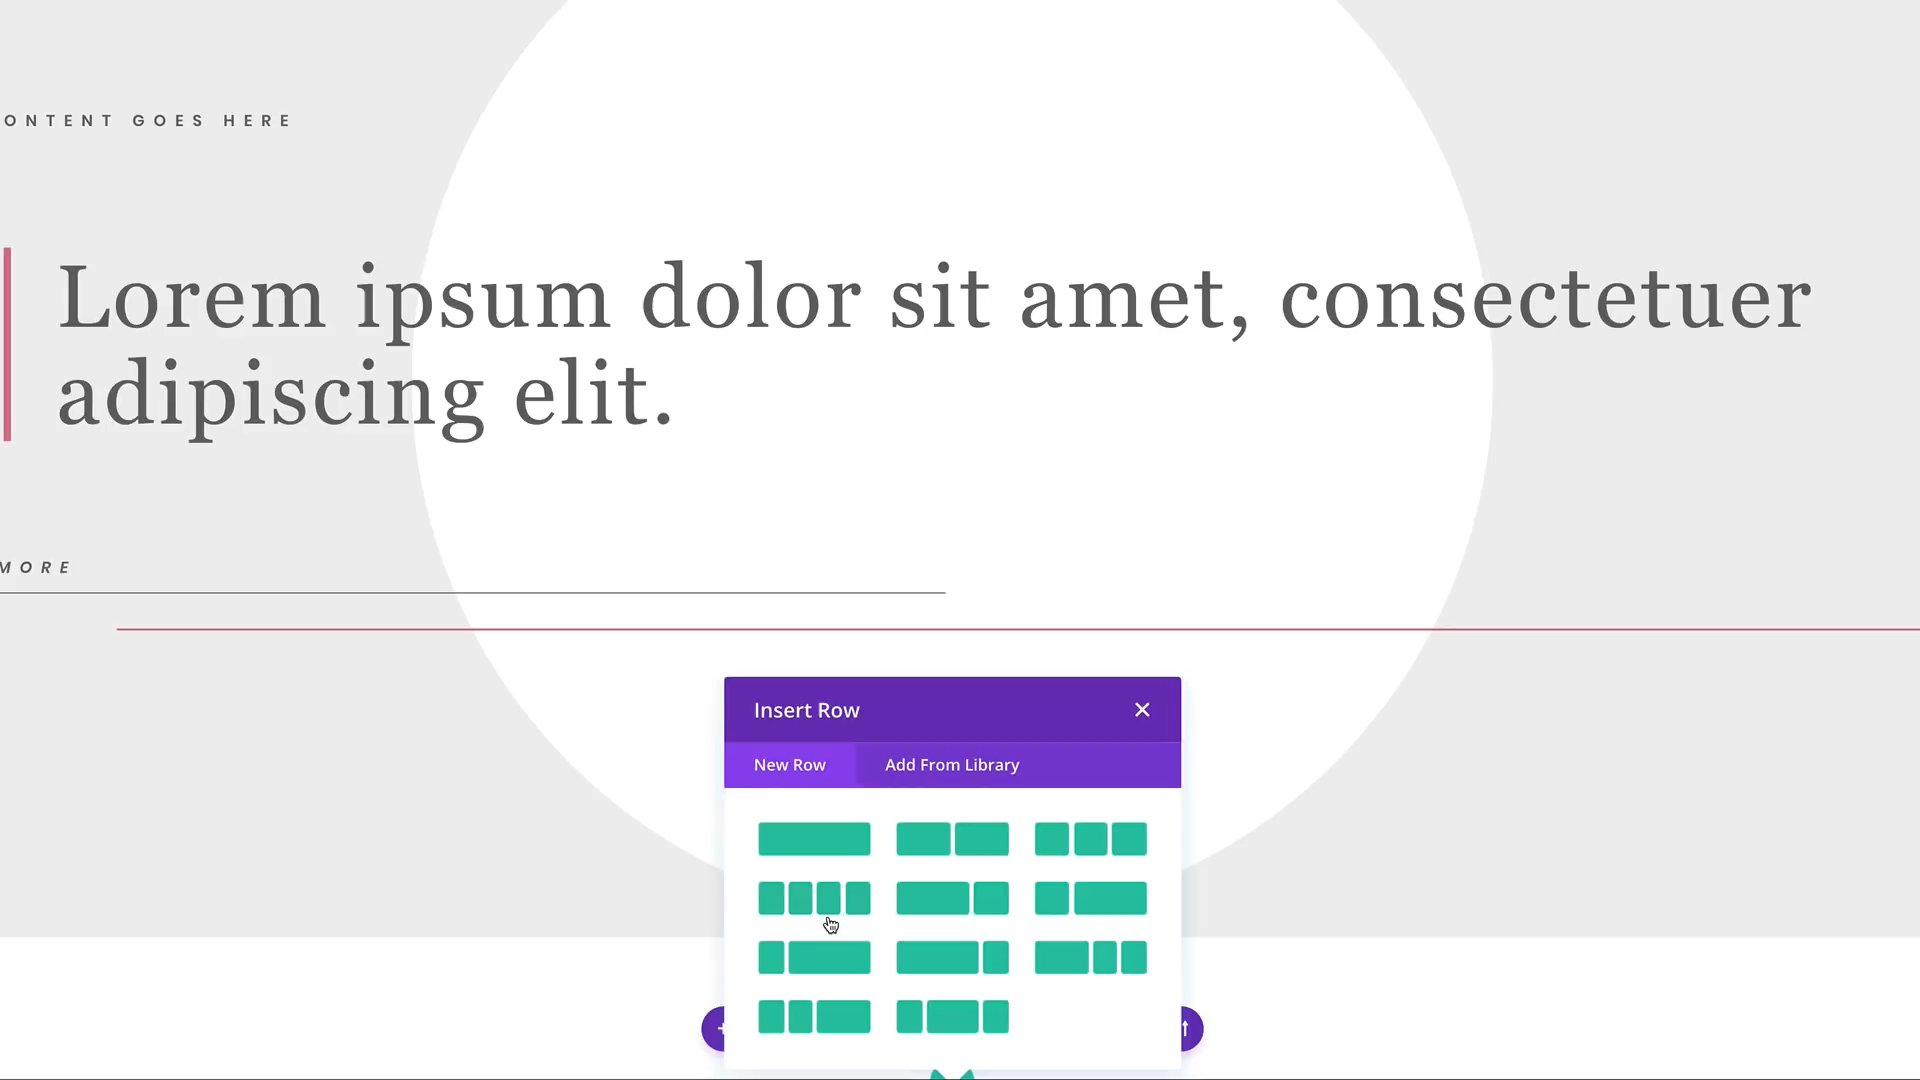 ONTENT GOES HERE
Lorem ipsum dolor sit amet, consectetuer
adipiscing elit.
MORE
Insert Row
New Row Add From Library